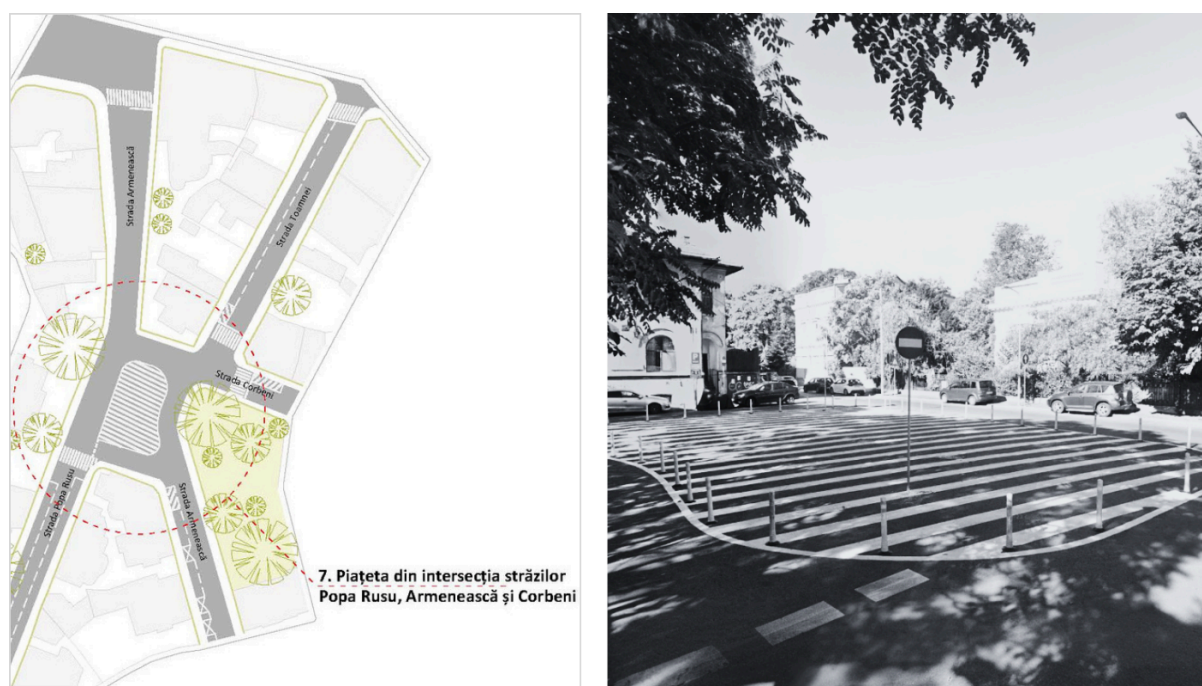 Strada Armenească
Strada Toamnei
Strada Corbeni
Strada Popa Rusu
Strada Armenească
7. Piațeta din intersecția străzilor
Popa Rusu, Armenească și Corbeni